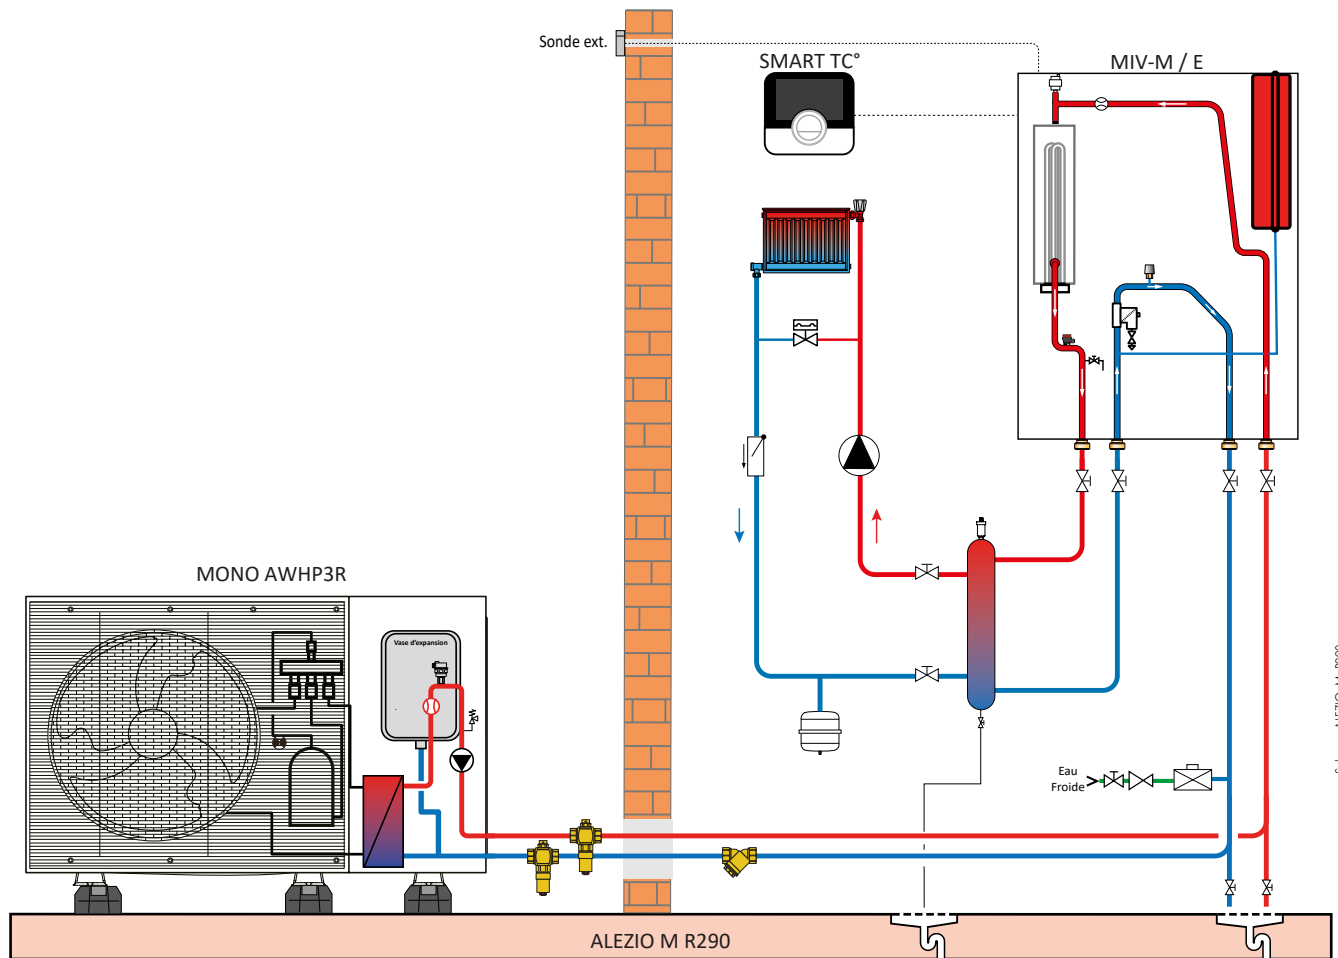 Sonde ext.
SMART TC°
MIV-M / E
MONO AWHP3R
Vase d'expansion
Eau
Froide
ALEZIO M R290